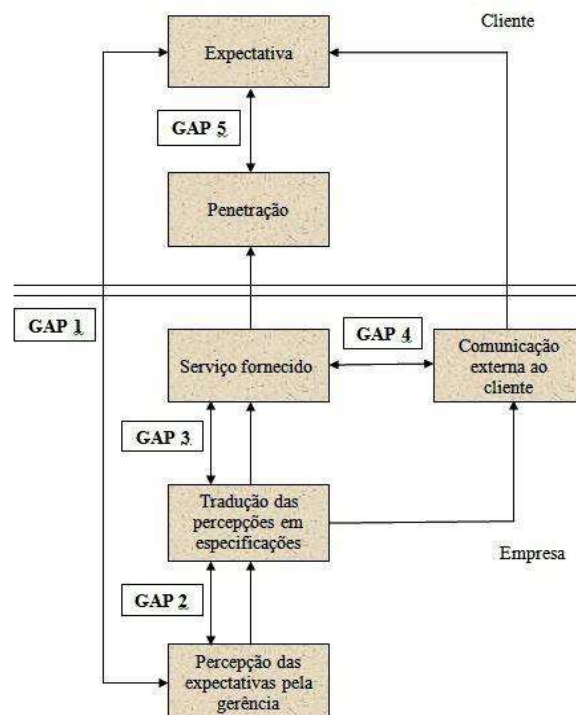 Cliente
Expectativa
GAP 5
Penetração
GAP 1
GAP 4
Serviço fornecido
Comunicação
externa ao
cliente
GAP 3
Tradução das
percepções em
especificações
Empresa
GAP 2
Percepção das
expectativas pela
gerência